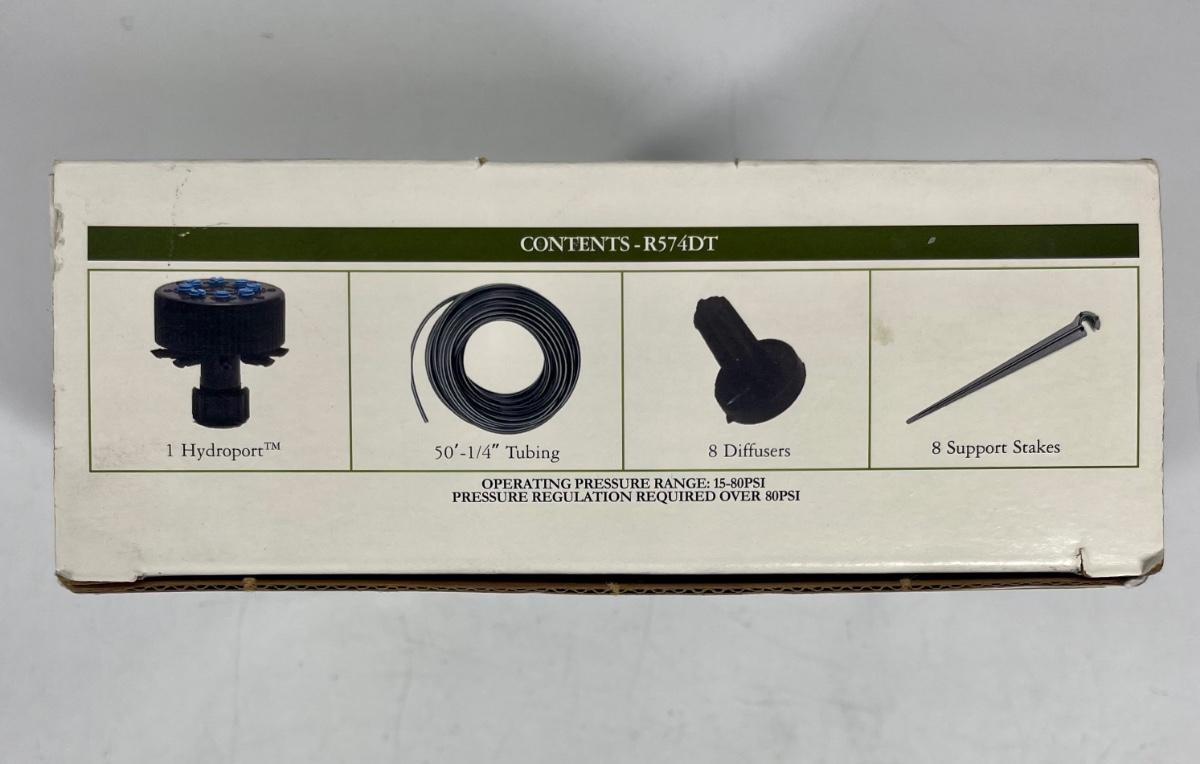 CONTENTS - R574DT
1 Hydroport™
50′-1/4″ Tubing
8 Diffusers
8 Support Stakes
OPERATING PRESSURE RANGE: 15-80PSI
PRESSURE REGULATION REQUIRED OVER 80PSI